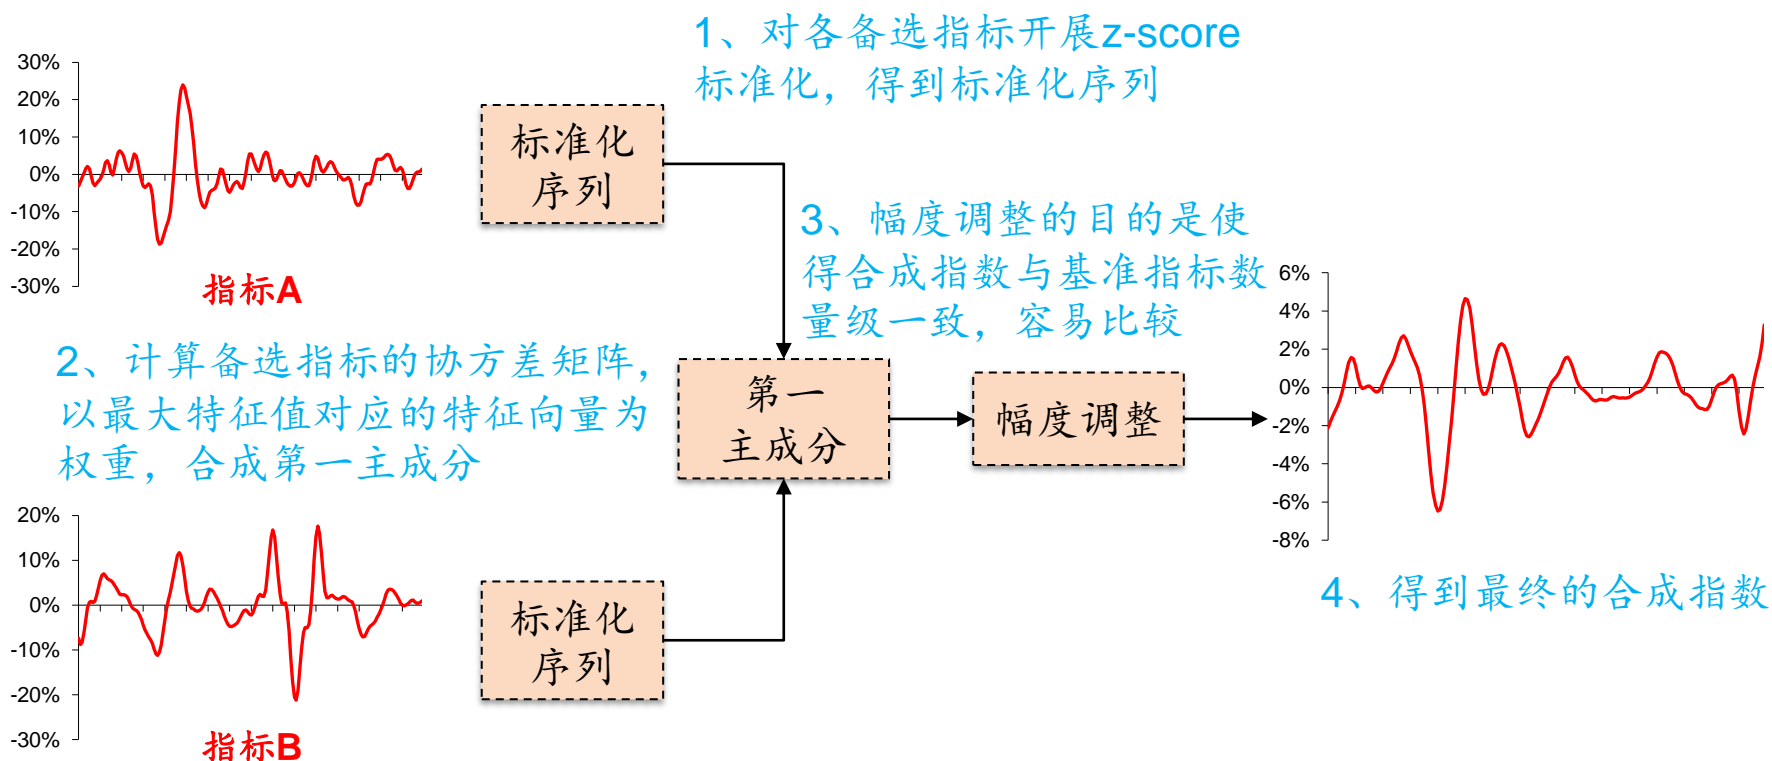 1、对各备选指标开展z-score
标准化，得到标准化序列
30%
20%
10%
0%
-10%
-20%
-30%
指标A
标准化
序列
3、幅度调整的目的是使
得合成指数与基准指标数
量级一致，容易比较
2、计算备选指标的协方差矩阵，
以最大特征值对应的特征向量为
权重，合成第一主成分
第一
主成分
幅度调整
6%
4%
2%
0%
-2%
-4%
-6%
-8%
4、得到最终的合成指数
20%
10%
0%
-10%
-20%
-30%
指标B
标准化
序列